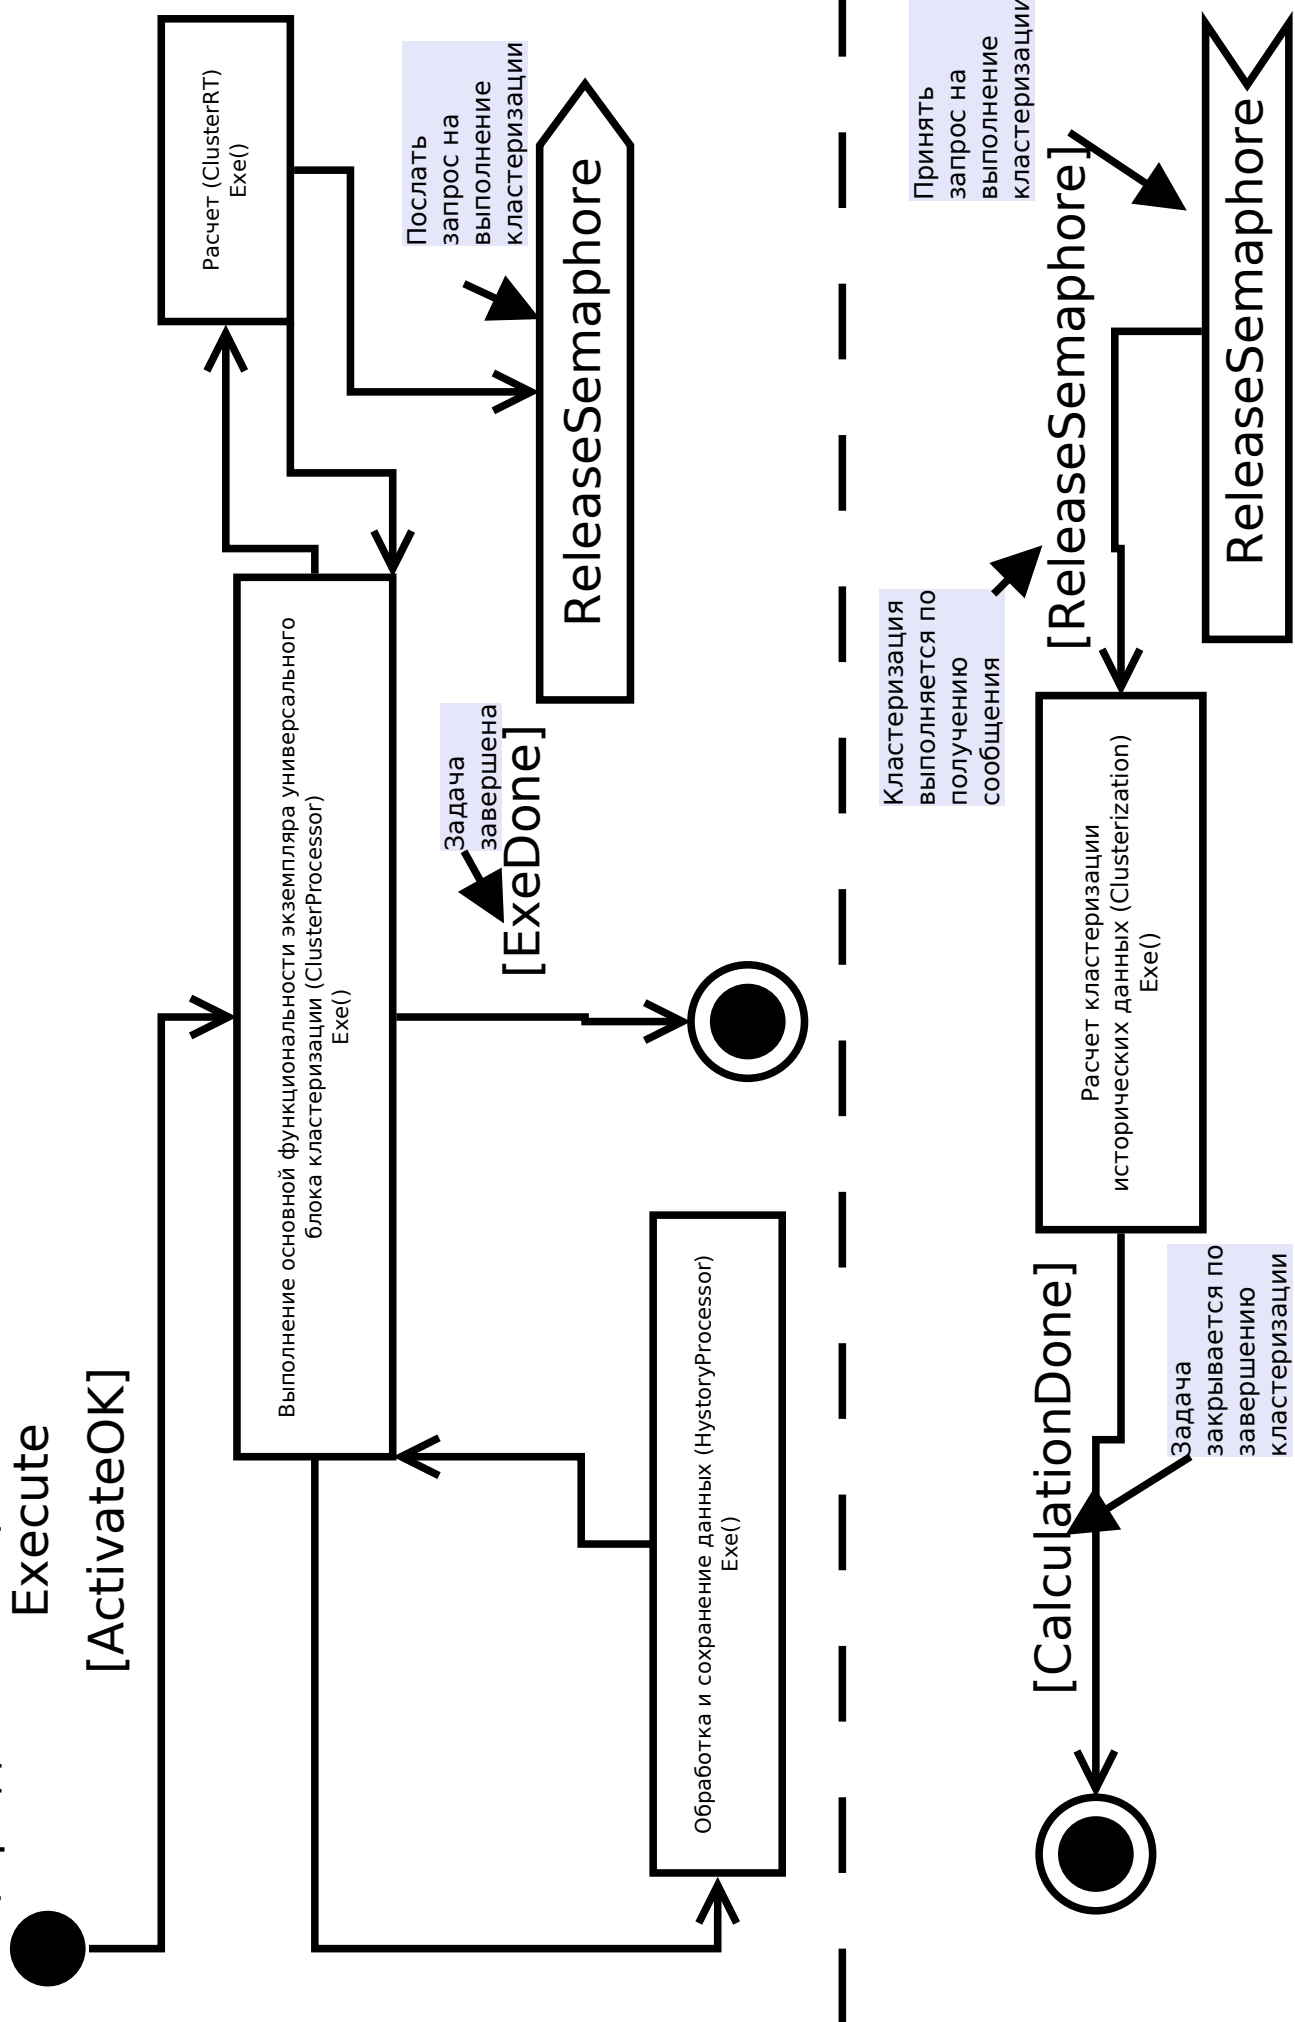 Execute
[ActivateOK]
Расчет (ClusterRT)
Exe()
Выполнение основной функциональности экземпляра универсального
блока кластеризации (ClusterProcessor)
Exe()
Послать
запрос на
выполнение
кластеризации
ReleaseSemaphore
Задача
завершена
[ExeDone]
Обработка и сохранение данных (HystoryProcessor)
Exe()
Принять
запрос на
выполнение
кластеризации
Кластеризация
выполняется по
получению
сообщения
[ReleaseSemaphore]
ReleaseSemaphore
Расчет кластеризации
исторических данных (Clusterization)
Exe()
[CalculationDone]
Задача
закрывается по
завершению
кластеризации